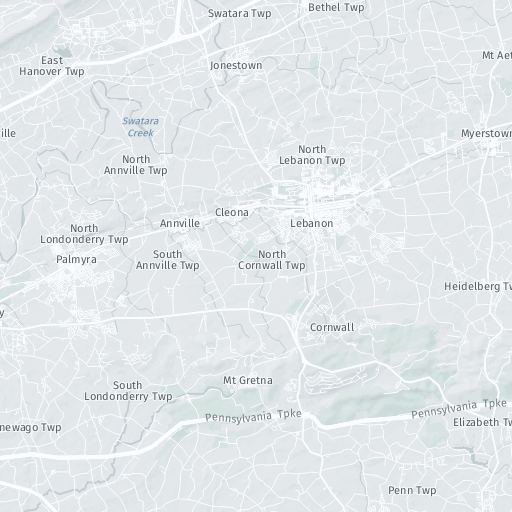 Bethel Twp
Swatara Twp
Mt Aet
East
Hanover Twp
Jonestown
Swatara
Creek
ville
Myerstown
North
Lebanon Twp
North
Annville Twp
Cleona
Annville
Lebanon
North
Londonderry Twp
South
Annville Twp
North
Cornwall Twp
Palmyra
Heidelberg Tw
y
Cornwall
Mt Gretna
South
Londonderry Twp
Pennsylvania Tpke
Pennsylvania Tpke
newago Twp
Elizabeth Tw
Penn Twp